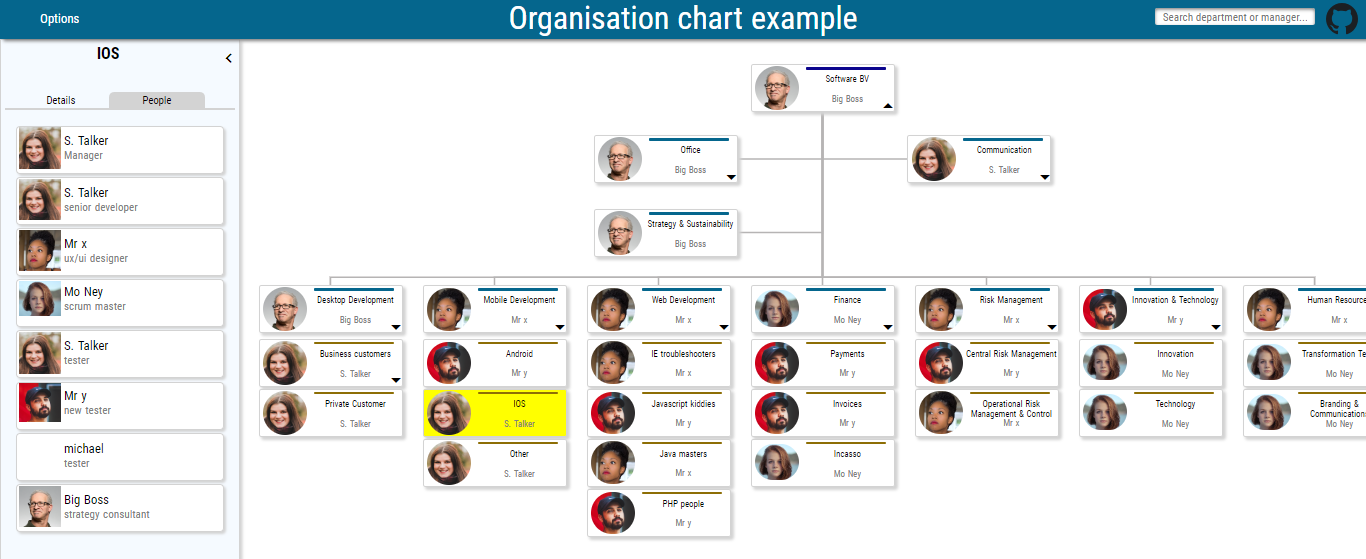 Options
Organisation chart example
Search department or manager...
IOS
Details
People
S. Talker
Manager
S. Talker
senior developer
Mr x
ux/ui designer
Mo Ney
scrum master
S. Talker
tester
Mr y
new tester
michael
tester
Big Boss
strategy consultant
Software BV
Big Boss
Office
Big Boss
Communication
S. Talker
Strategy & Sustainability
Big Boss
Desktop Development
Big Boss
Business customers
S. Talker
Private Customer
S. Talker
Mobile Development
Mr x
Android
Mr y
IOS
S. Talker
Other
S. Talker
Web Development
Mr x
IE troubleshooters
Mr x
Javascript kiddies
Mr y
Java masters
Mr x
PHP people
Mr y
Finance
Mo Ney
Payments
Mr y
Invoices
Mr y
Incasso
Mo Ney
Risk Management
Mr x
Central Risk Management
Mr y
Operational Risk
Management & Control
Mr x
Innovation & Technology
Mr y
Innovation
Mo Ney
Technology
Mo Ney
Human Resource
Mr x
Transformation Te
Mo Ney
Branding &
Communication
Mo Ney